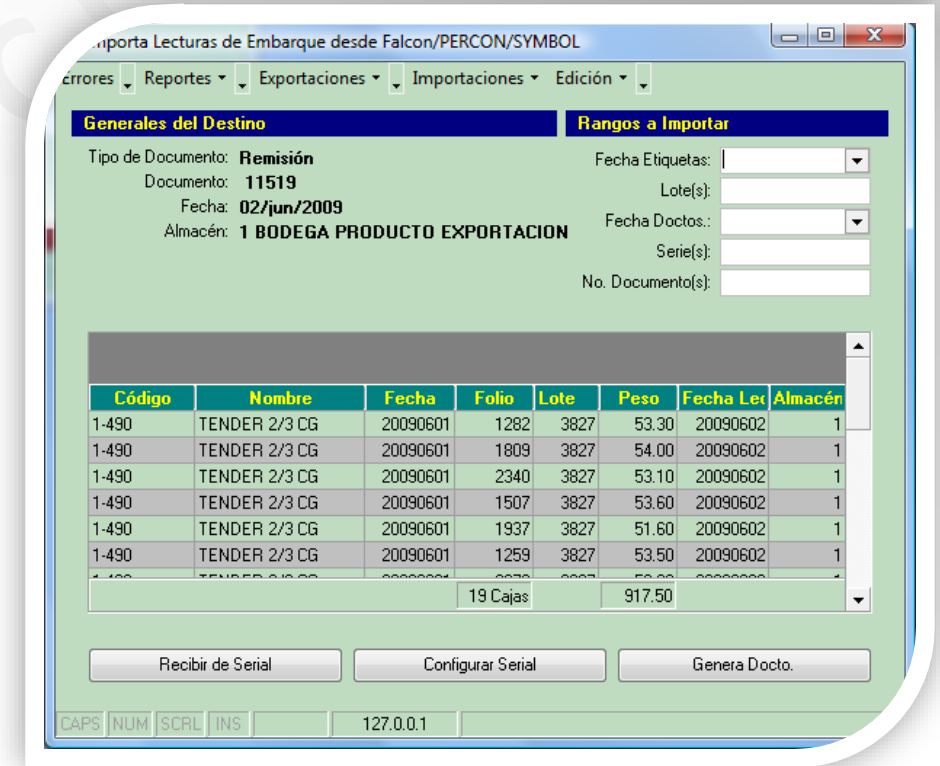 mporta Lecturas de Embarque desde Falcon/PERCON/SYMBOL
Errores Reportes Exportaciones Importaciones Edición
Generales del Destino Rangos a Importar
Tipo de Documento: Remisión Fecha Etiquetas:
Documento: 11519 Lote(s):
Fecha: 02/jun/2009 Fecha Doctos.:
Almacén: 1 BODEGA PRODUCTO EXPORTACION Serie(s):
No. Documento(s):
Código Nombre Fecha Folio Lote Peso Fecha Lec Almacén
1-490 TENDER 2/3 CG 20090601 1282 3827 53.30 20090602 1
1-490 TENDER 2/3 CG 20090601 1809 3827 54.00 20090602 1
1-490 TENDER 2/3 CG 20090601 2340 3827 53.10 20090602 1
1-490 TENDER 2/3 CG 20090601 1507 3827 53.60 20090602 1
1-490 TENDER 2/3 CG 20090601 1937 3827 51.60 20090602 1
1-490 TENDER 2/3 CG 20090601 1259 3827 53.50 20090602 1
19 Cajas 917.50
Recibir de Serial Configurar Serial Genera Docto.
CAPS NUM SCRL INS 127.0.0.1